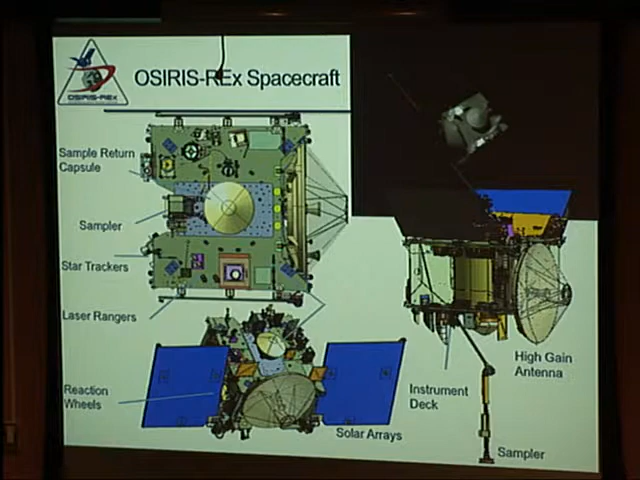 OSIRIS-REx
OSIRIS-REx Spacecraft
Sample Return
Capsule
Sampler
Star Trackers
Laser Rangers
Reaction
Wheels
Solar Arrays
Instrument
Deck
High Gain
Antenna
Sampler